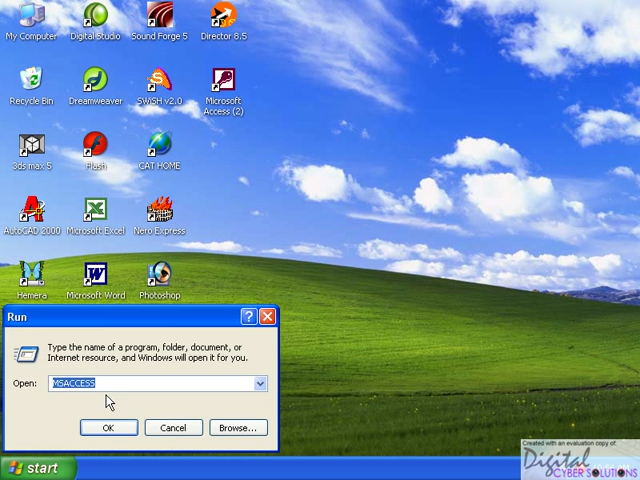 My Computer
Digital Studio
Sound Forge 5
Director 8.5
Recycle Bin
Dreamweaver
SWiSH v2.0
Microsoft
Access (2)
3ds max 5
Flash
CAT HOME
AutoCAD 2000
Microsoft Excel
Nero Express
Hemera
Microsoft Word
Photoshop
Run
Type the name of a program, folder, document, or
Internet resource, and Windows will open it for you.
Open:
MSACCESS
OK
Cancel
Browse...
start
Created with an evaluation copy of:
Digital
CYBER SOLUTIONS